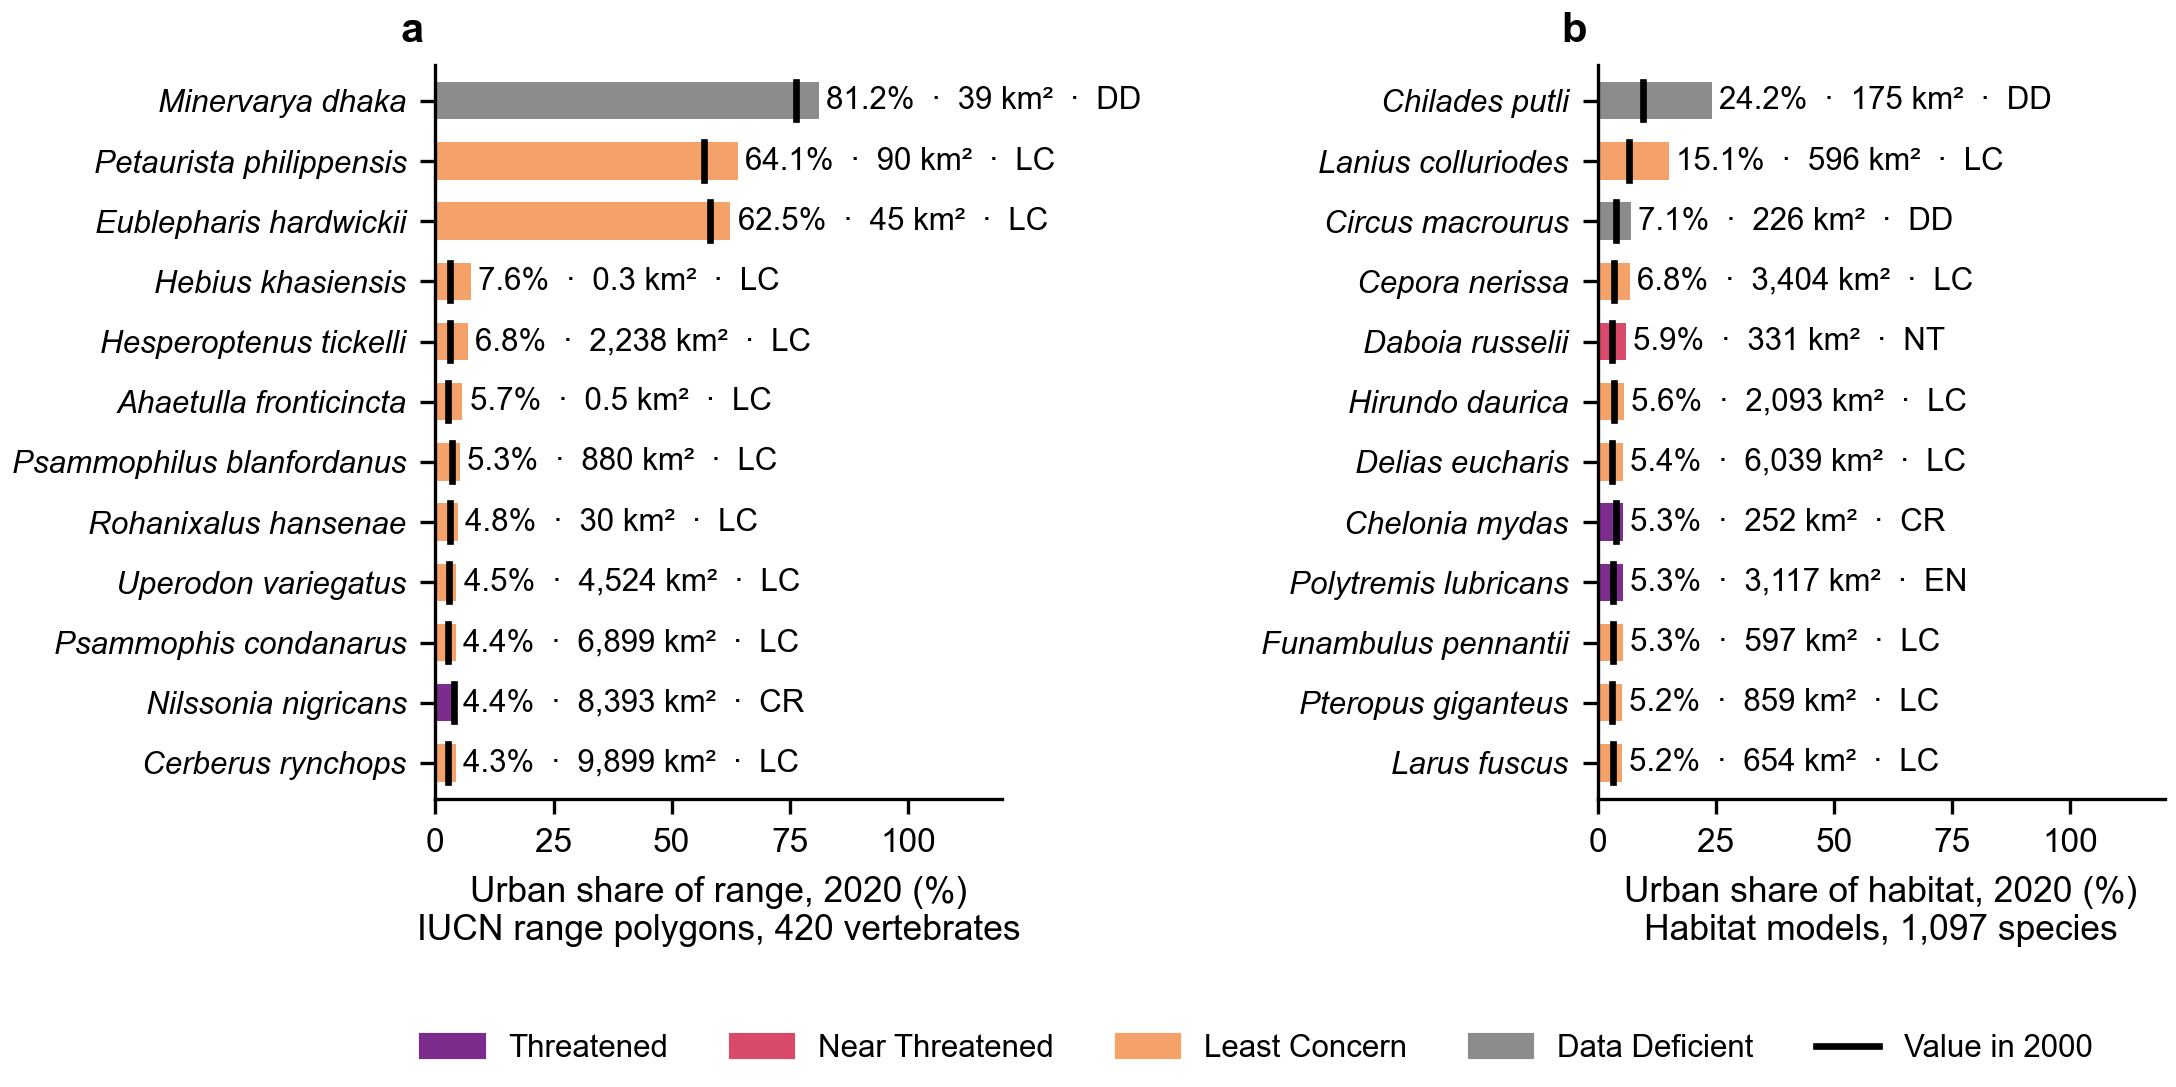 a
Minervarya dhaka 81.2% · 39 km² · DD
Petaurista philippensis 64.1% · 90 km² · LC
Eublepharis hardwickii 62.5% · 45 km² · LC
Hebius khasiensis 7.6% · 0.3 km² · LC
Hesperoptenus tickelli 6.8% · 2,238 km² · LC
Ahaetulla fronticincta 5.7% · 0.5 km² · LC
Psammophilus blanfordanus 5.3% · 880 km² · LC
Rohanixalus hansenae 4.8% · 30 km² · LC
Uperodon variegatus 4.5% · 4,524 km² · LC
Psammophis condanarus 4.4% · 6,899 km² · LC
Nilssonia nigricans 4.4% · 8,393 km² · CR
Cerberus rynchops 4.3% · 9,899 km² · LC
0 25 50 75 100
Urban share of range, 2020 (%)
IUCN range polygons, 420 vertebrates
b
Chilades putli 24.2% · 175 km² · DD
Lanius colluriodes 15.1% · 596 km² · LC
Circus macrourus 7.1% · 226 km² · DD
Cepora nerissa 6.8% · 3,404 km² · LC
Daboia russelii 5.9% · 331 km² · NT
Hirundo daurica 5.6% · 2,093 km² · LC
Delias eucharis 5.4% · 6,039 km² · LC
Chelonia mydas 5.3% · 252 km² · CR
Polytremis lubricans 5.3% · 3,117 km² · EN
Funambulus pennantii 5.3% · 597 km² · LC
Pteropus giganteus 5.2% · 859 km² · LC
Larus fuscus 5.2% · 654 km² · LC
0 25 50 75 100
Urban share of habitat, 2020 (%)
Habitat models, 1,097 species
Threatened Near Threatened Least Concern Data Deficient Value in 2000